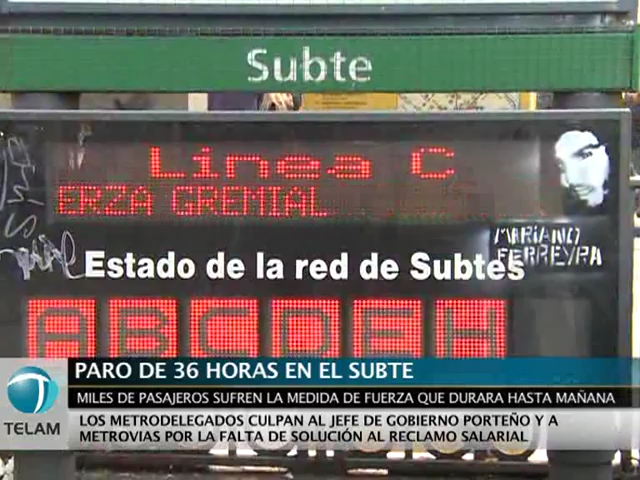 Subte
Linea C
ERZA GREMIAL
MARIANO
FERREYRA
Estado de la red de Subtes
A B C D E H
PARO DE 36 HORAS EN EL SUBTE
MILES DE PASAJEROS SUFREN LA MEDIDA DE FUERZA QUE DURARA HASTA MAÑANA
TELAM
LOS METRODELEGADOS CULPAN AL JEFE DE GOBIERNO PORTEÑO Y A
METROVIAS POR LA FALTA DE SOLUCIÓN AL RECLAMO SALARIAL